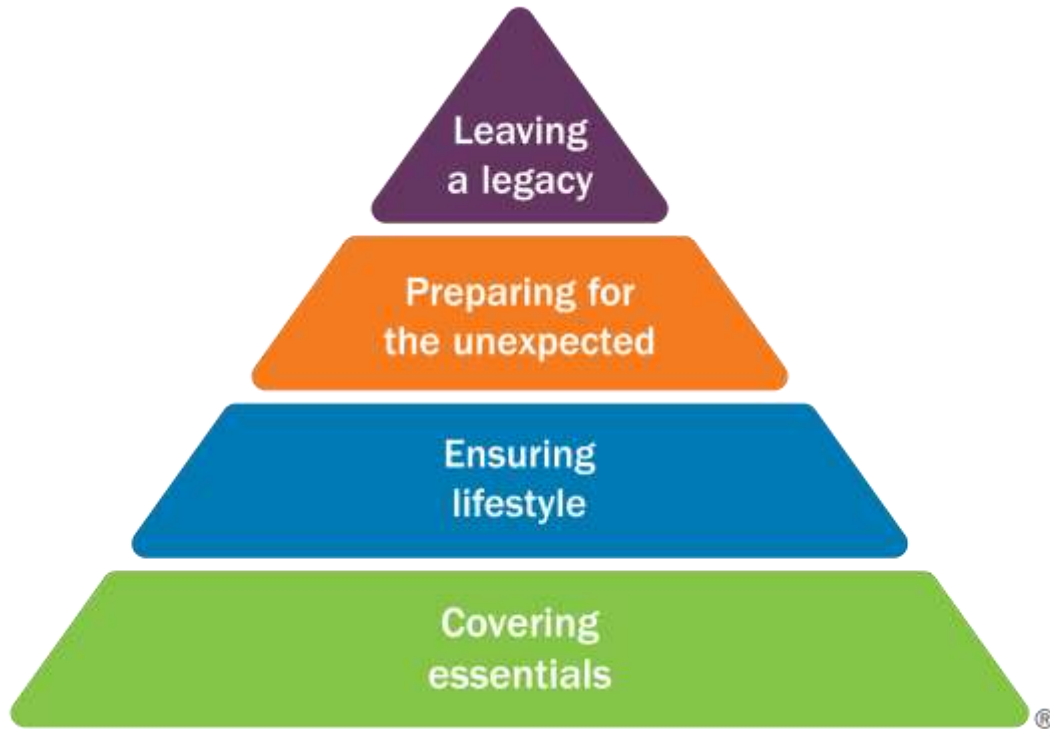 Leaving
a legacy
Preparing for
the unexpected
Ensuring
lifestyle
Covering
essentials
®